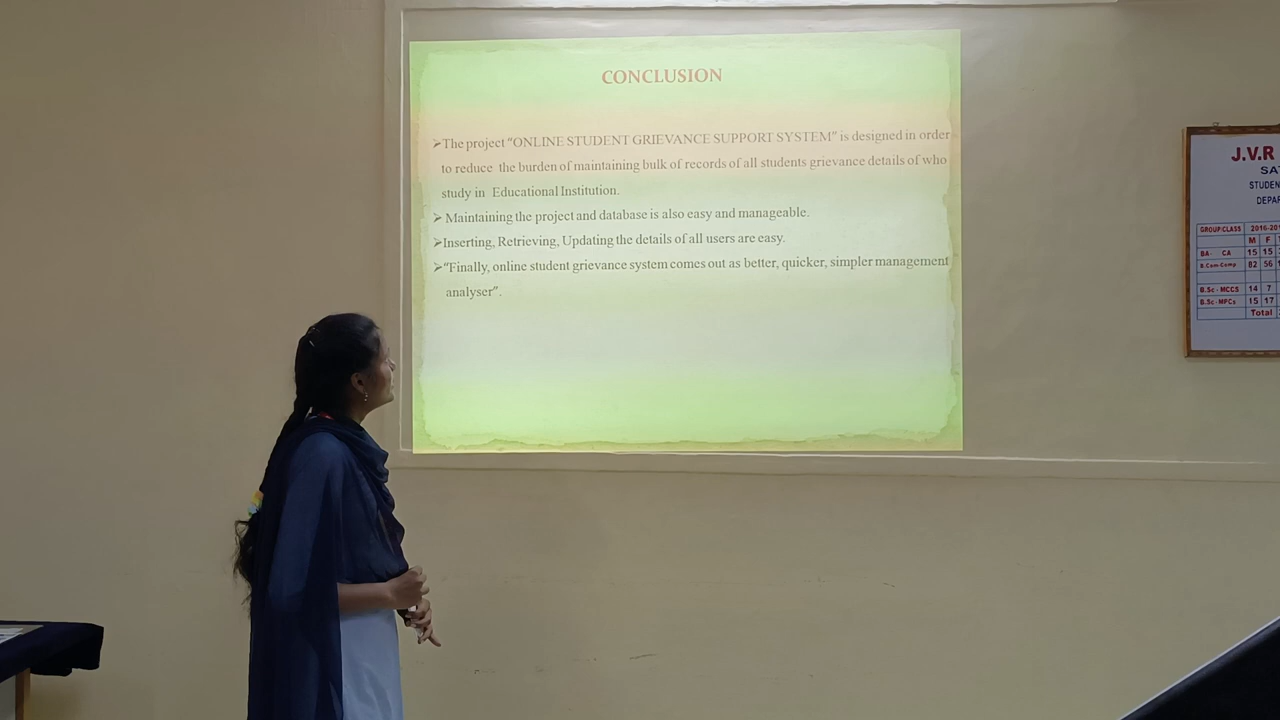 CONCLUSION
➢The project "ONLINE STUDENT GRIEVANCE SUPPORT SYSTEM" is designed in order
to reduce the burden of maintaining bulk of records of all students grievance details of who
study in Educational Institution.
➢ Maintaining the project and database is also easy and manageable.
➢Inserting, Retrieving, Updating the details of all users are easy.
➢"Finally, online student grievance system comes out as better, quicker, simpler management
analyser".
J.V.R
SA
STUDEN
DEPAR
GROUP/CLASS 2016-201
M F
BA- CA 15 15
B.Com-Comp 82 56
B.Sc-MCCS 14 7
B.Sc-MPCs 15 17
Total